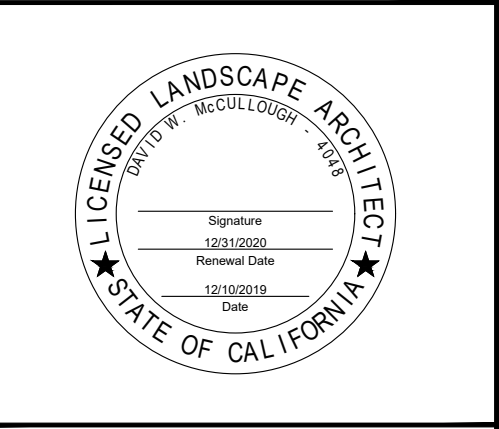 LICENSED LANDSCAPE ARCHITECT
DAVID W. McCULLOUGH - 4048
Signature
12/31/2020
Renewal Date
12/10/2019
Date
STATE OF CALIFORNIA